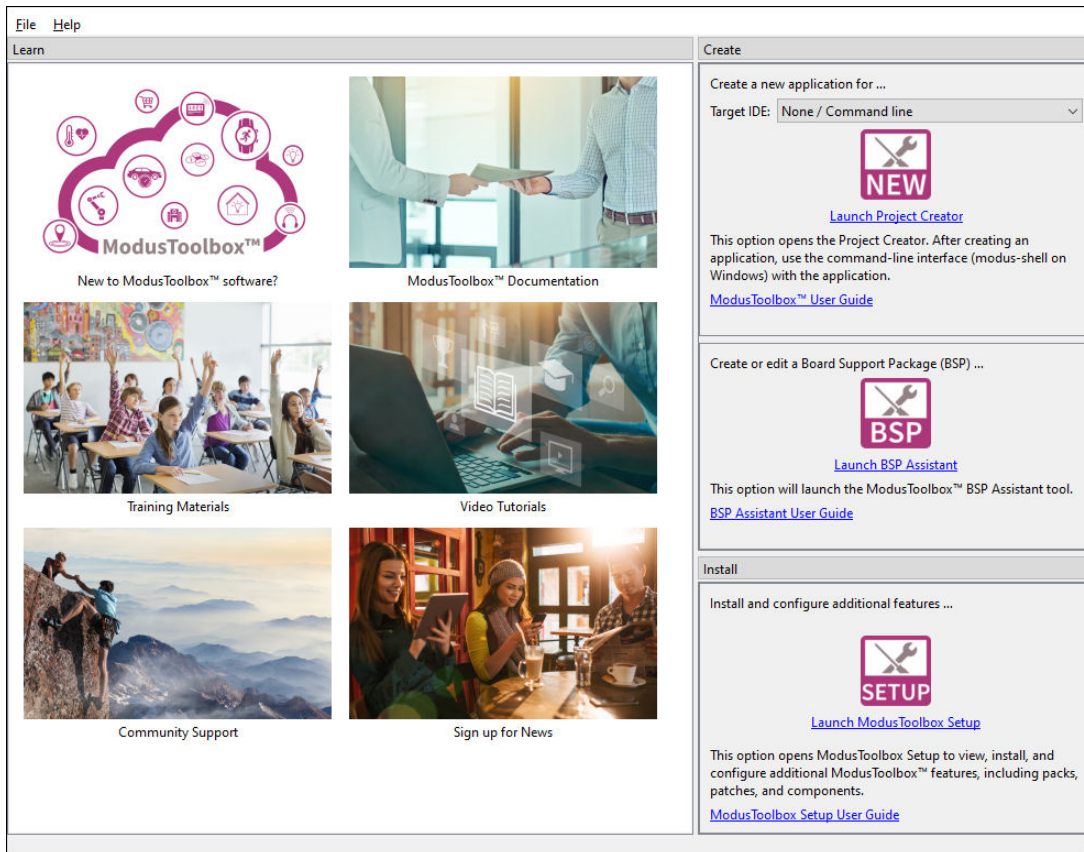 File Help
Learn
ModusToolbox™
New to ModusToolbox™ software?
ModusToolbox™ Documentation
Training Materials
Video Tutorials
Community Support
Sign up for News
Create
Create a new application for ...
Target IDE: None / Command line
NEW
Launch Project Creator
This option opens the Project Creator. After creating an
application, use the command-line interface (modus-shell on
Windows) with the application.
ModusToolbox™ User Guide
Create or edit a Board Support Package (BSP) ...
BSP
Launch BSP Assistant
This option will launch the ModusToolbox™ BSP Assistant tool.
BSP Assistant User Guide
Install
Install and configure additional features ...
SETUP
Launch ModusToolbox Setup
This option opens ModusToolbox Setup to view, install, and
configure additional ModusToolbox™ features, including packs,
patches, and components.
ModusToolbox Setup User Guide